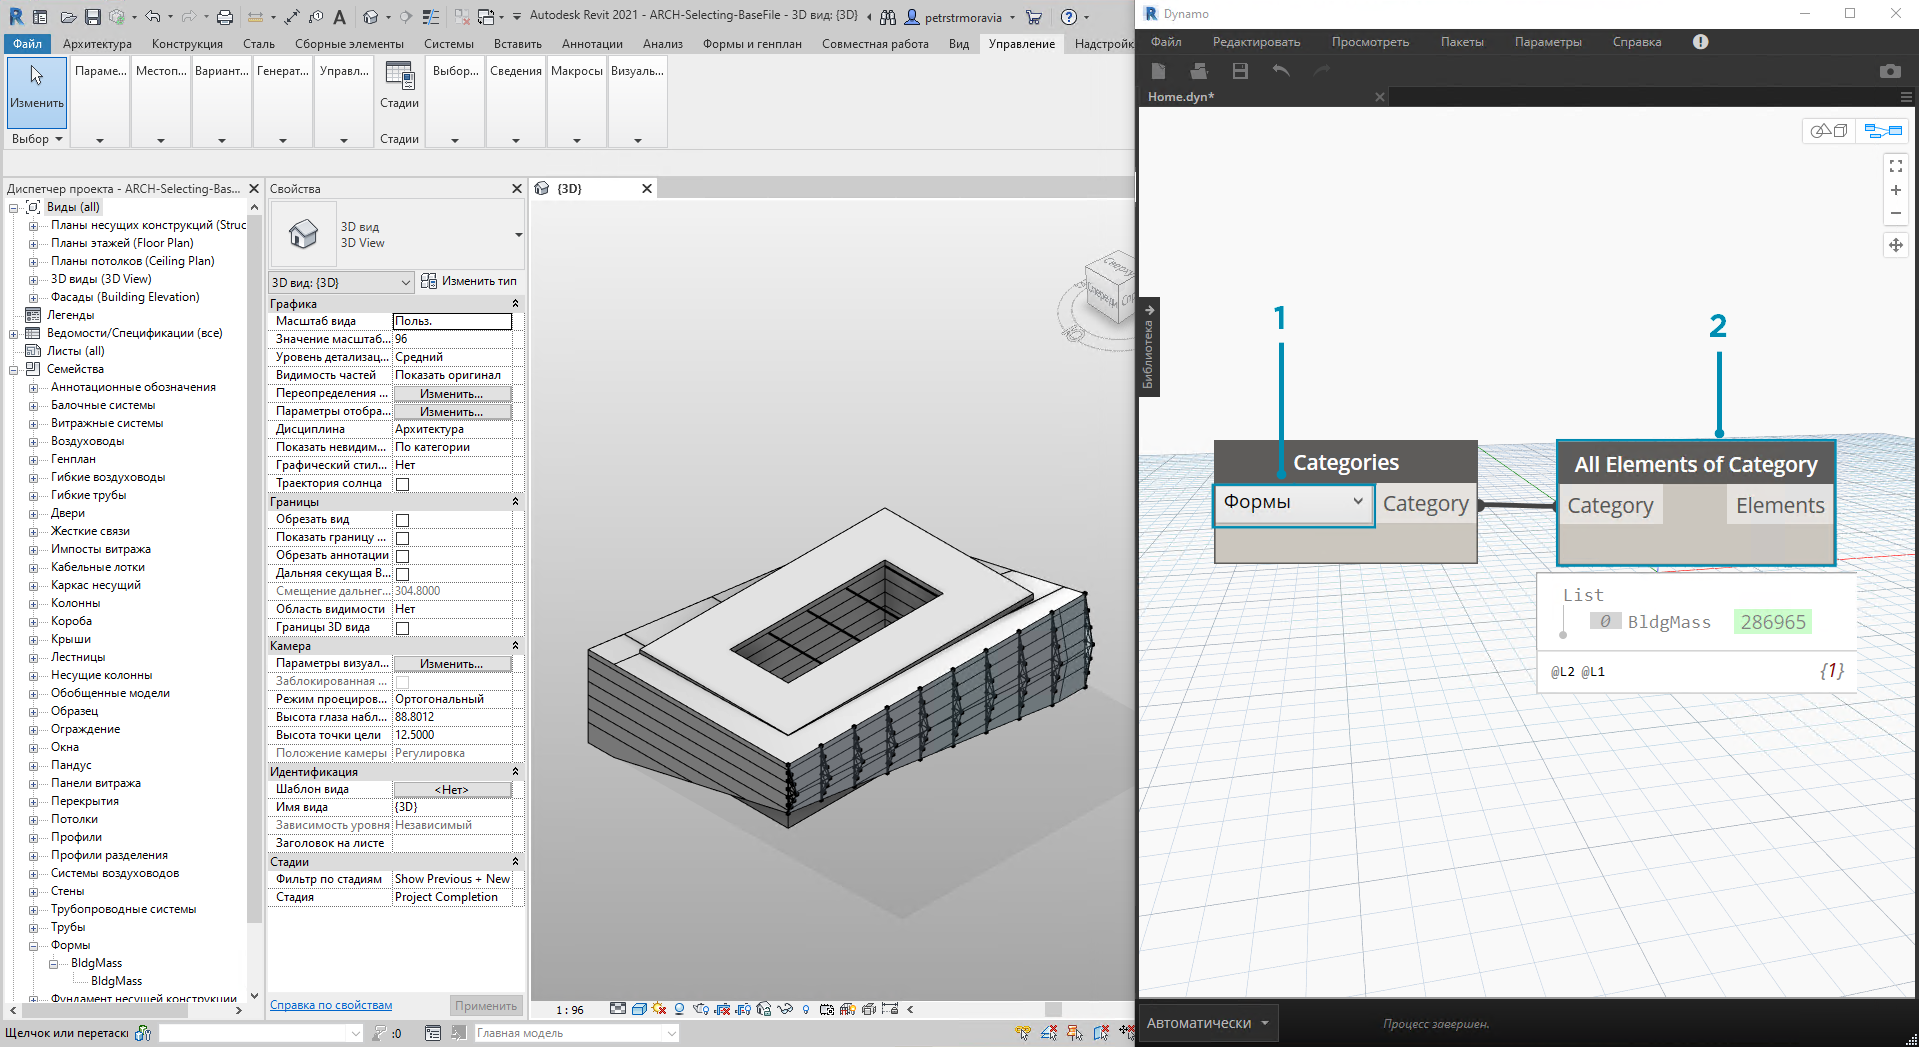 Autodesk Revit 2021 - ARCH-Selecting-BaseFile - 3D вид: {3D}
petrstrmoravia
Файл Архитектура Конструкция Сталь Сборные элементы Системы Вставить Аннотации Анализ Формы и генплан Совместная работа Вид Управление Надстройк
Изменить
Параме... Местоп... Вариант... Генерат... Управл... Стадии Выбор... Сведения Макросы Визуаль...
Выбор Стадии
Диспетчер проекта - ARCH-Selecting-Bas...
Виды (all)
Планы несущих конструкций (Struc
Планы этажей (Floor Plan)
Планы потолков (Ceiling Plan)
3D виды (3D View)
Фасады (Building Elevation)
Легенды
Ведомости/Спецификации (все)
Листы (all)
Семейства
Аннотационные обозначения
Балочные системы
Витражные системы
Воздуховоды
Генплан
Гибкие воздуховоды
Гибкие трубы
Двери
Жесткие связи
Импосты витража
Кабельные лотки
Каркас несущий
Колонны
Короба
Крыши
Лестницы
Несущие колонны
Обобщенные модели
Образец
Ограждение
Окна
Пандус
Панели витража
Перекрытия
Потолки
Профили
Профили разделения
Системы воздуховодов
Стены
Трубопроводные системы
Трубы
Формы
BldgMass
BldgMass
Фундамент несущей конструкции
Свойства
3D вид
3D View
3D вид: {3D} Изменить тип
Графика
Масштаб вида Польз.
Значение масштаб... 96
Уровень детализац... Средний
Видимость частей Показать оригинал
Переопределения ... Изменить...
Параметры отобра... Изменить...
Дисциплина Архитектура
Показать невидим... По категории
Графический стил... Нет
Траектория солнца
Границы
Обрезать вид
Показать границу ...
Обрезать аннотации
Дальняя секущая В...
Смещение дальнег... 304.8000
Область видимости Нет
Границы 3D вида
Камера
Параметры визуал... Изменить...
Заблокированная ...
Режим проециров... Ортогональный
Высота глаза набл... 88.8012
Высота точки цели 12.5000
Положение камеры Регулировка
Идентификация
Шаблон вида <Нет>
Имя вида {3D}
Зависимость уровня Независимый
Заголовок на листе
Стадии
Фильтр по стадиям Show Previous + New
Стадия Project Completion
Справка по свойствам Применить
{3D}
Сверху
Спереди
Спр
1 : 96
Щелчок или перетаск
:0
Главная модель
Dynamo
Файл Редактировать Просмотреть Пакеты Параметры Справка
Home.dyn*
Библиотека
1
2
Categories
Формы Category
All Elements of Category
Category Elements
List
0 BldgMass 286965
@L2 @L1 {1}
Автоматически
Процесс завершен.